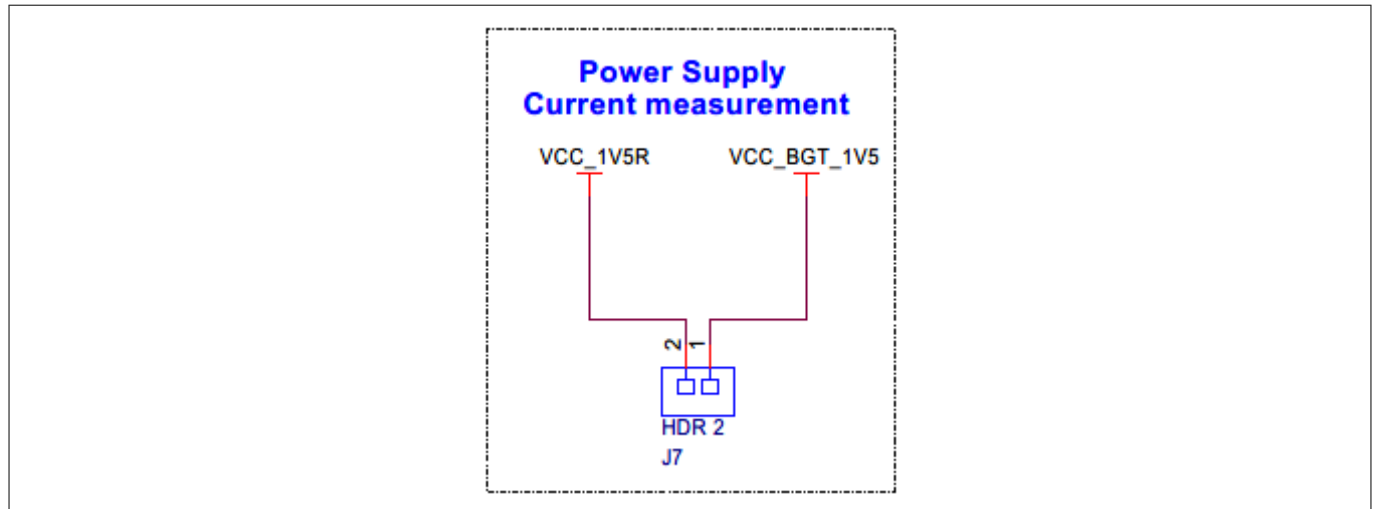 Power Supply
Current measurement
VCC_1V5R VCC_BGT_1V5
2 1
HDR 2
J7